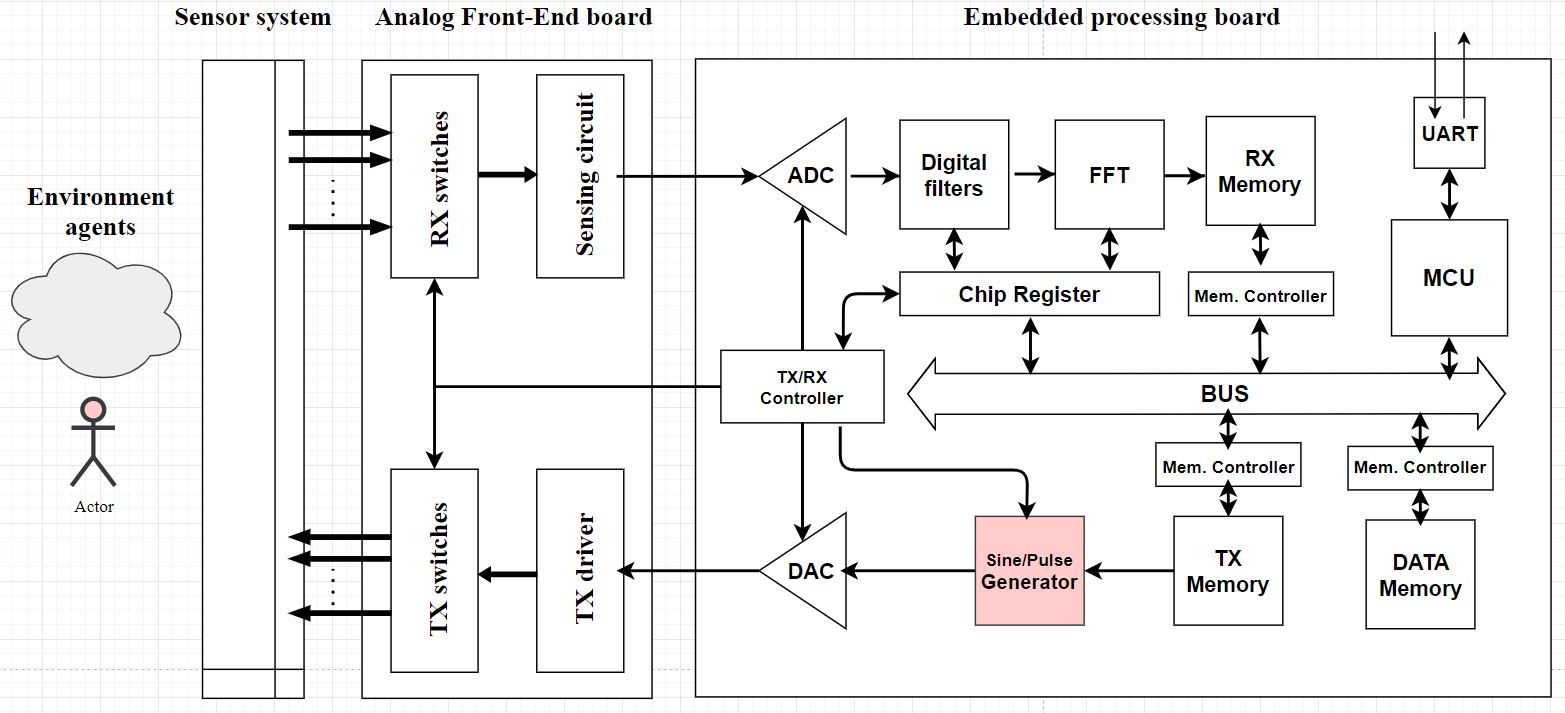 Sensor system
Analog Front-End board
Embedded processing board
Environment
agents
Actor
RX switches
Sensing circuit
TX switches
TX driver
ADC
Digital
filters
FFT
RX
Memory
UART
MCU
Chip Register
Mem. Controller
TX/RX
Controller
BUS
Mem. Controller
Mem. Controller
DAC
Sine/Pulse
Generator
TX
Memory
DATA
Memory